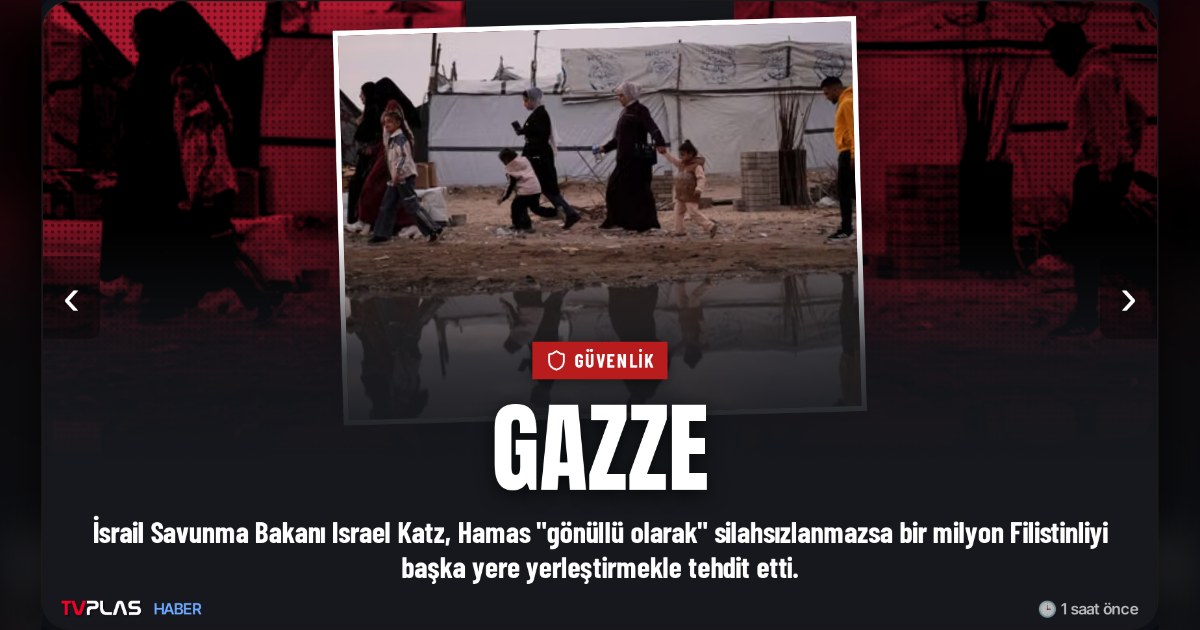 GÜVENLİK
GAZZE
İsrail Savunma Bakanı Israel Katz, Hamas "gönüllü olarak" silahsızlanmazsa bir milyon Filistinliyi
başka yere yerleştirmekle tehdit etti.
TVPLAS HABER
1 saat önce